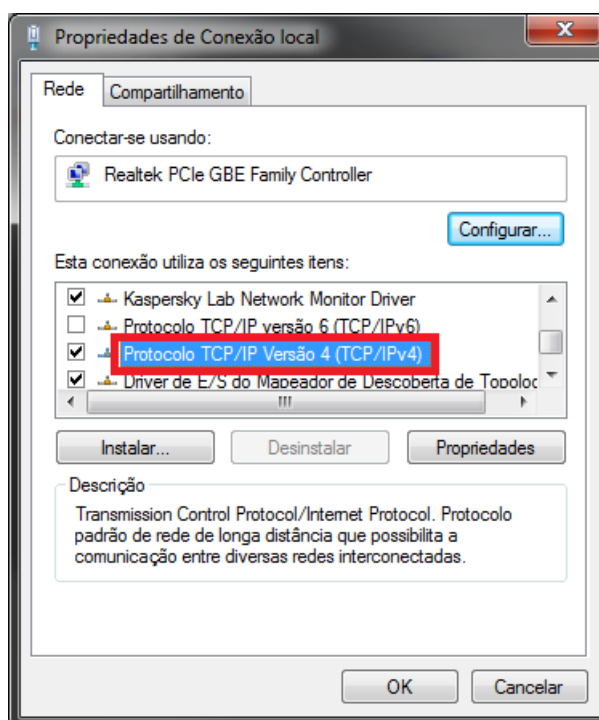 Propriedades de Conexão local
Rede
Compartilhamento
Conectar-se usando:
Realtek PCIe GBE Family Controller
Configurar...
Esta conexão utiliza os seguintes itens:
Kaspersky Lab Network Monitor Driver
Protocolo TCP/IP versão 6 (TCP/IPv6)
Protocolo TCP/IP Versão 4 (TCP/IPv4)
Driver de E/S do Mapeador de Descoberta de Topoloc
Instalar...
Desinstalar
Propriedades
Descrição
Transmission Control Protocol/Internet Protocol. Protocolo
padrão de rede de longa distância que possibilita a
comunicação entre diversas redes interconectadas.
OK
Cancelar